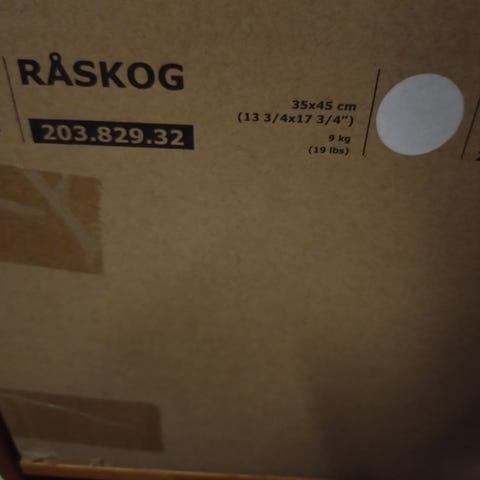 RÅSKOG
203.829.32
35x45 cm
(13 3/4x17 3/4")
9 kg
(19 lbs)